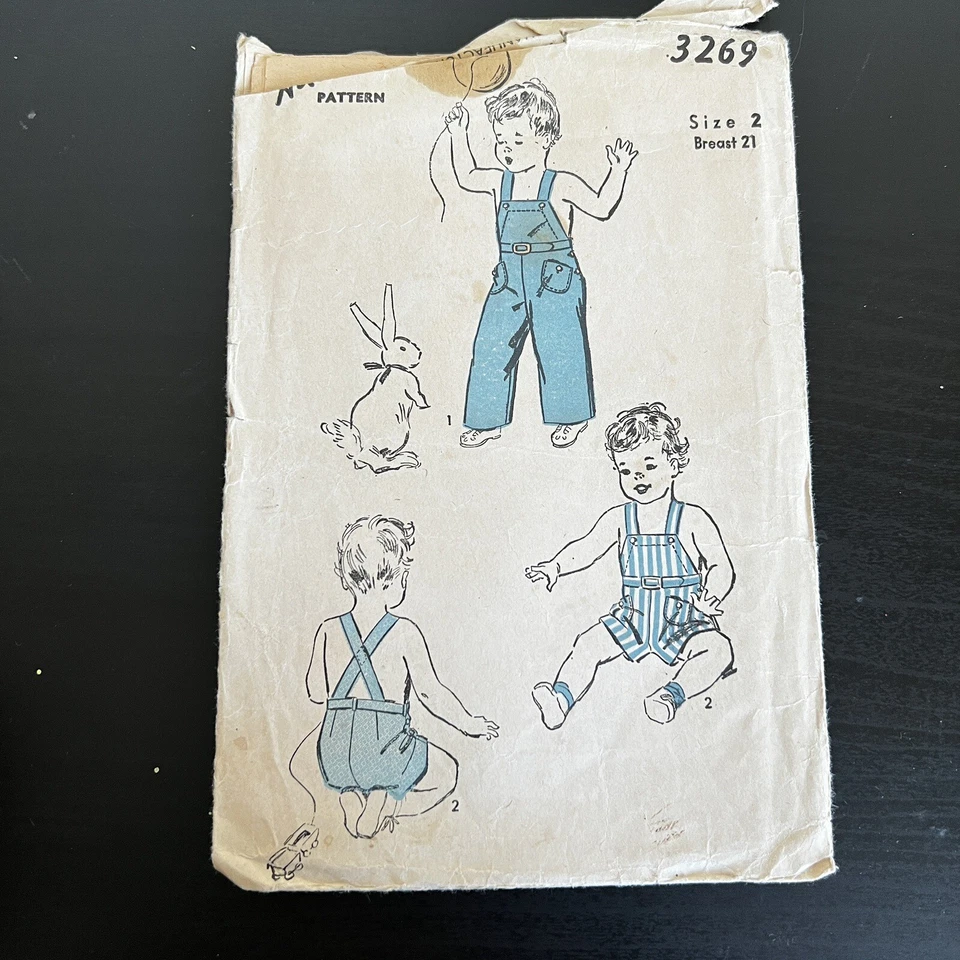 3269
PATTERN
Size 2
Breast 21
1
2
2